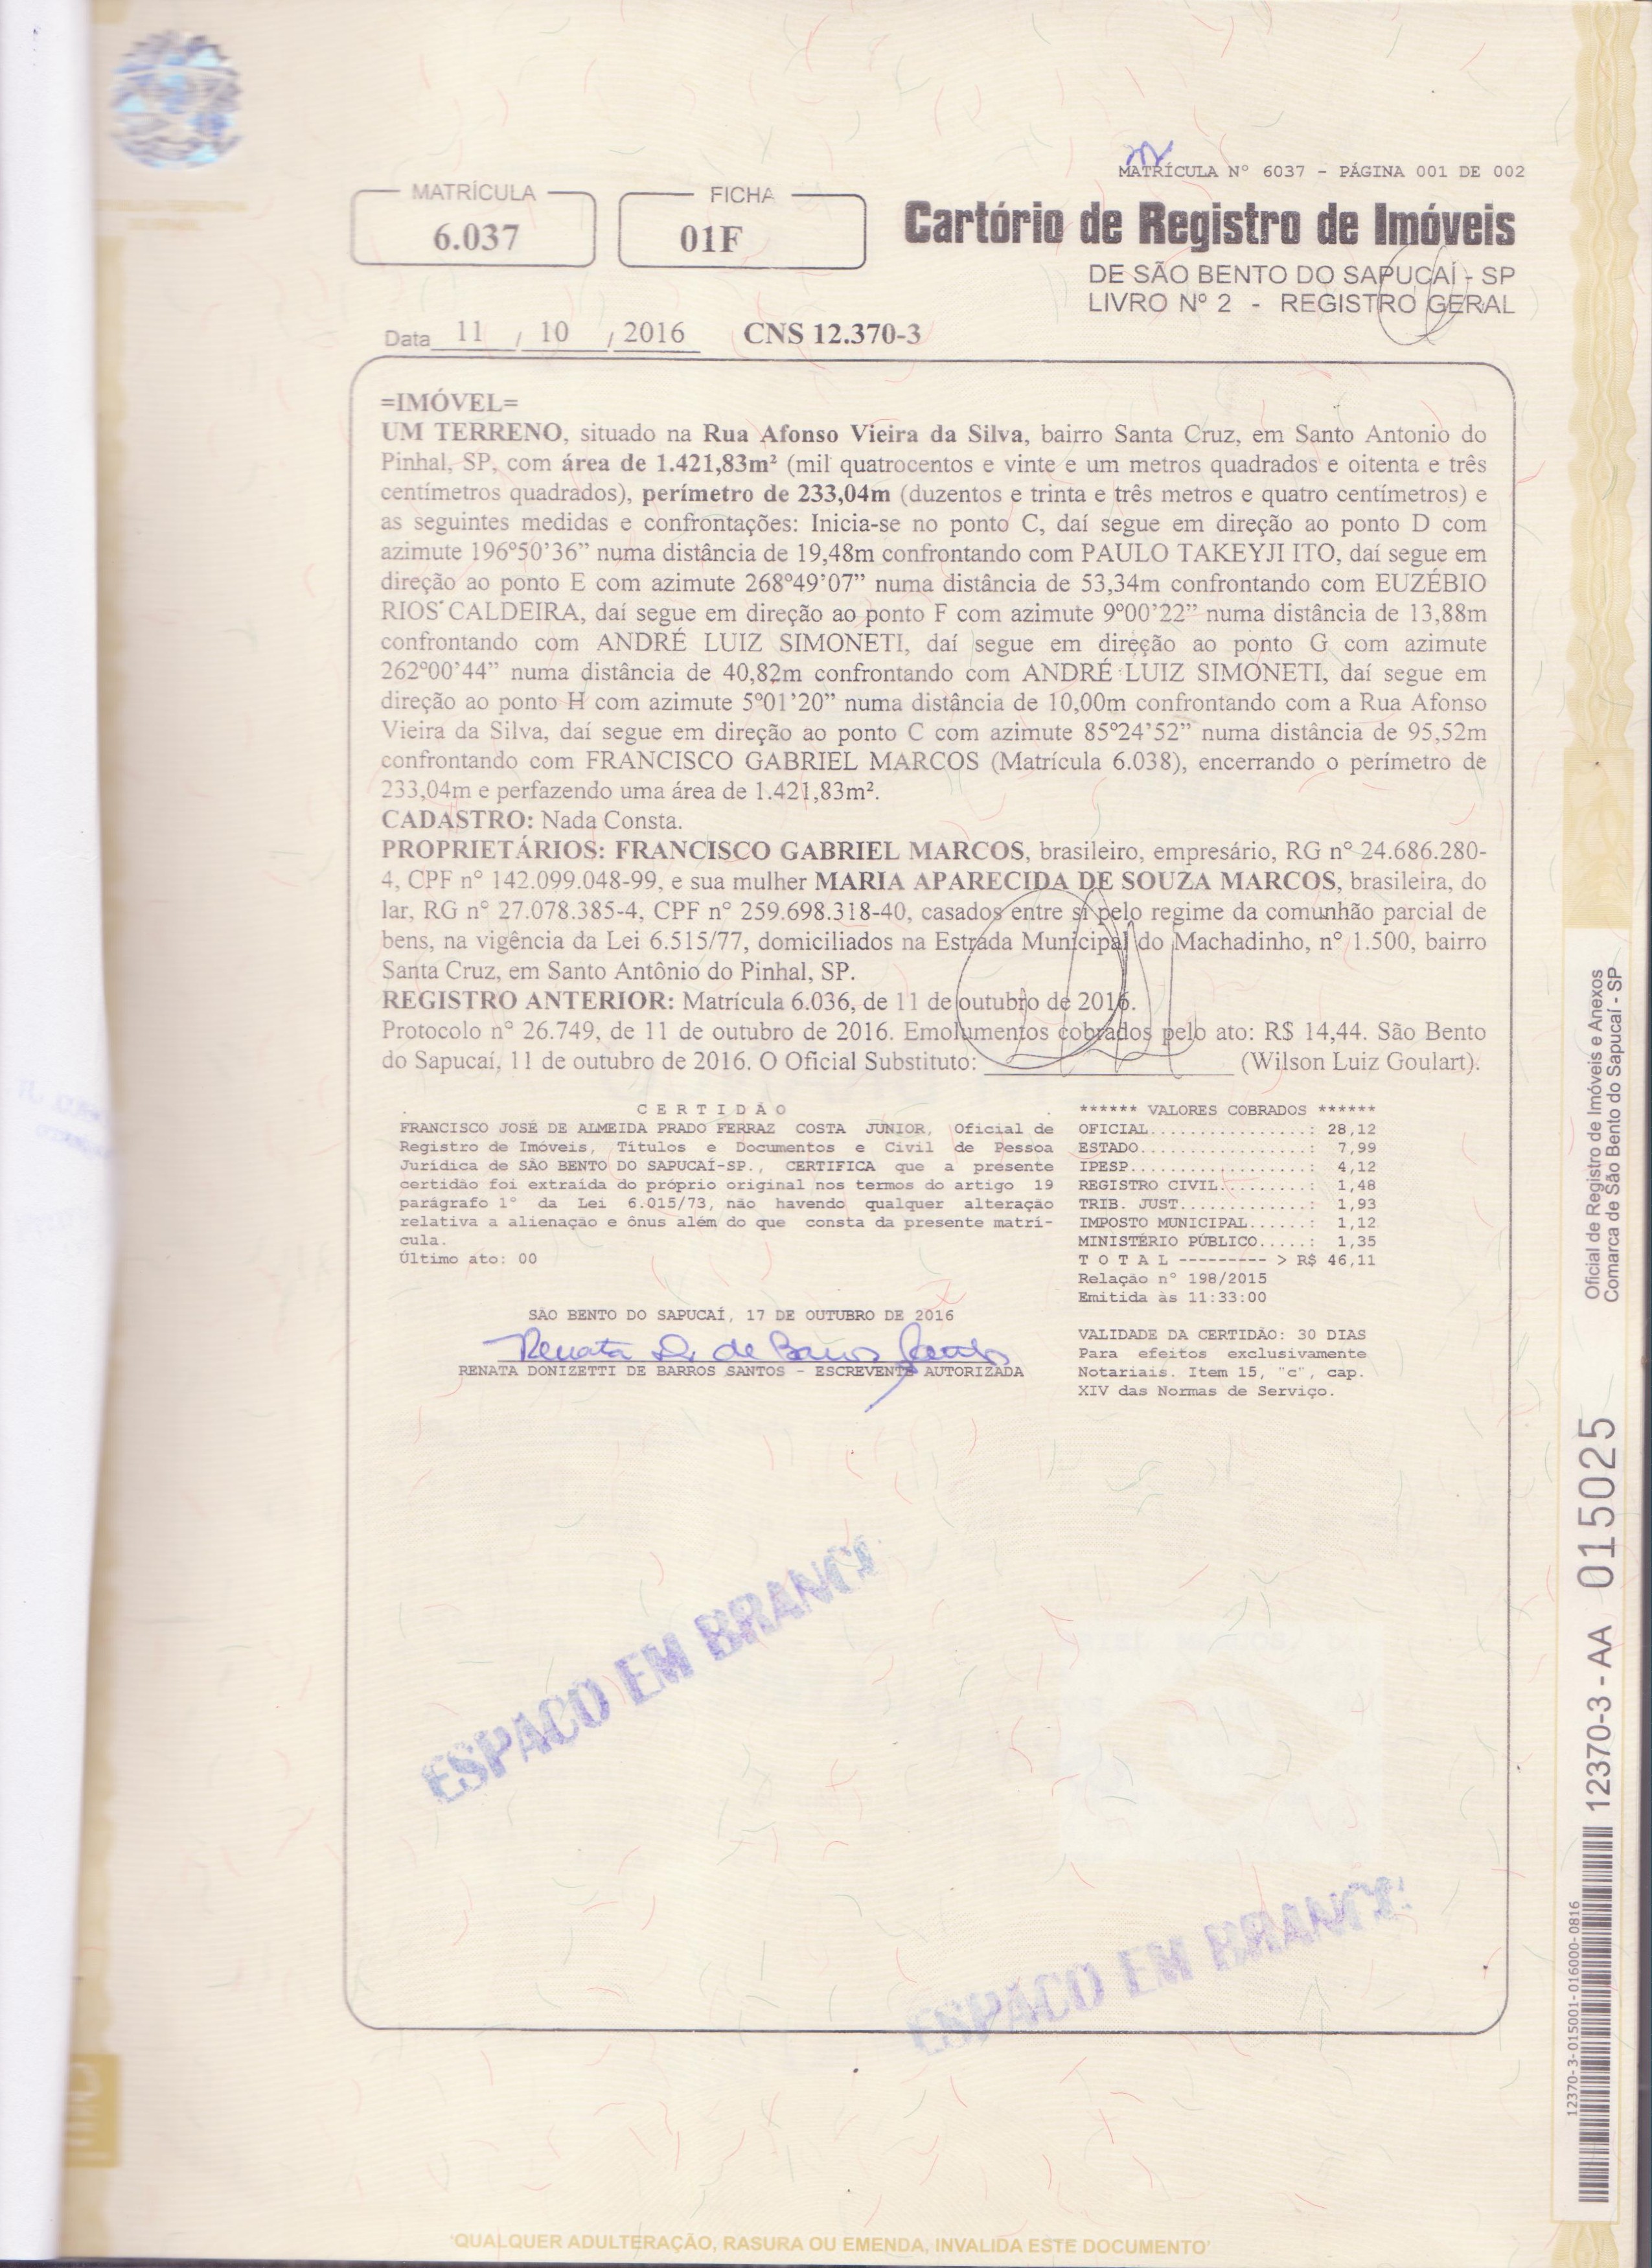 MATRÍCULA Nº 6037 - PÁGINA 001 DE 002
MATRÍCULA
6.037
FICHA
01F
Cartório de Registro de Imóveis
DE SÃO BENTO DO SAPUCAÍ - SP
LIVRO Nº 2 - REGISTRO GERAL
Data 11 / 10 / 2016 CNS 12.370-3
=IMÓVEL=
UM TERRENO, situado na Rua Afonso Vieira da Silva, bairro Santa Cruz, em Santo Antonio do
Pinhal, SP, com área de 1.421,83m² (mil quatrocentos e vinte e um metros quadrados e oitenta e três
centímetros quadrados), perímetro de 233,04m (duzentos e trinta e três metros e quatro centímetros) e
as seguintes medidas e confrontações: Inicia-se no ponto C, daí segue em direção ao ponto D com
azimute 196º50'36” numa distância de 19,48m confrontando com PAULO TAKEYJI ITO, daí segue em
direção ao ponto E com azimute 268º49'07” numa distância de 53,34m confrontando com EUZÉBIO
RIOS CALDEIRA, daí segue em direção ao ponto F com azimute 9º00'22” numa distância de 13,88m
confrontando com ANDRÉ LUIZ SIMONETI, daí segue em direção ao ponto G com azimute
262º00'44” numa distância de 40,82m confrontando com ANDRÉ LUIZ SIMONETI, daí segue em
direção ao ponto H com azimute 5º01'20” numa distância de 10,00m confrontando com a Rua Afonso
Vieira da Silva, daí segue em direção ao ponto C com azimute 85º24'52” numa distância de 95,52m
confrontando com FRANCISCO GABRIEL MARCOS (Matrícula 6.038), encerrando o perímetro de
233,04m e perfazendo uma área de 1.421,83m².
CADASTRO: Nada Consta.
PROPRIETÁRIOS: FRANCISCO GABRIEL MARCOS, brasileiro, empresário, RG nº 24.686.280-
4, CPF nº 142.099.048-99, e sua mulher MARIA APARECIDA DE SOUZA MARCOS, brasileira, do
lar, RG nº 27.078.385-4, CPF nº 259.698.318-40, casados entre si pelo regime da comunhão parcial de
bens, na vigência da Lei 6.515/77, domiciliados na Estrada Municipal do Machadinho, nº 1.500, bairro
Santa Cruz, em Santo Antônio do Pinhal, SP.
REGISTRO ANTERIOR: Matrícula 6.036, de 11 de outubro de 2016.
Protocolo nº 26.749, de 11 de outubro de 2016. Emolumentos cobrados pelo ato: R$ 14,44. São Bento
do Sapucaí, 11 de outubro de 2016. O Oficial Substituto: (Wilson Luiz Goulart).
C E R T I D Ã O
FRANCISCO JOSÉ DE ALMEIDA PRADO FERRAZ COSTA JÚNIOR, Oficial de
Registro de Imóveis, Títulos e Documentos e Civil de Pessoa
Jurídica de SÃO BENTO DO SAPUCAÍ-SP., CERTIFICA que a presente
certidão foi extraída do próprio original nos termos do artigo 19
parágrafo 1º da Lei 6.015/73, não havendo qualquer alteração
relativa a alienação e ônus além do que consta da presente matrí-
cula.
Último ato: 00
SÃO BENTO DO SAPUCAÍ, 17 DE OUTUBRO DE 2016
Renata D. de Barros Santos
RENATA DONIZETTI DE BARROS SANTOS - ESCREVENTE AUTORIZADA
****** VALORES COBRADOS ******
OFICIAL................: 28,12
ESTADO.................: 7,99
IPESP..................: 4,12
REGISTRO CIVIL.........: 1,48
TRIB. JUST.............: 1,93
IMPOSTO MUNICIPAL......: 1,12
MINISTÉRIO PÚBLICO.....: 1,35
T O T A L --------- > R$ 46,11
Relação nº 198/2015
Emitida às 11:33:00
VALIDADE DA CERTIDÃO: 30 DIAS
Para efeitos exclusivamente
Notariais. Item 15, "c", cap.
XIV das Normas de Serviço.
ESPAÇO EM BRANCO
ESPAÇO EM BRANCO
Oficial de Registro de Imóveis e Anexos
Comarca de São Bento do Sapucaí - SP
12370-3 - AA 015025
12370-3-015001-016000-0816
'QUALQUER ADULTERAÇÃO, RASURA OU EMENDA, INVALIDA ESTE DOCUMENTO'